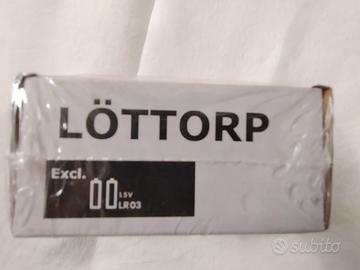 LÖTTORP
Excl.
1.5V
LR03
subito